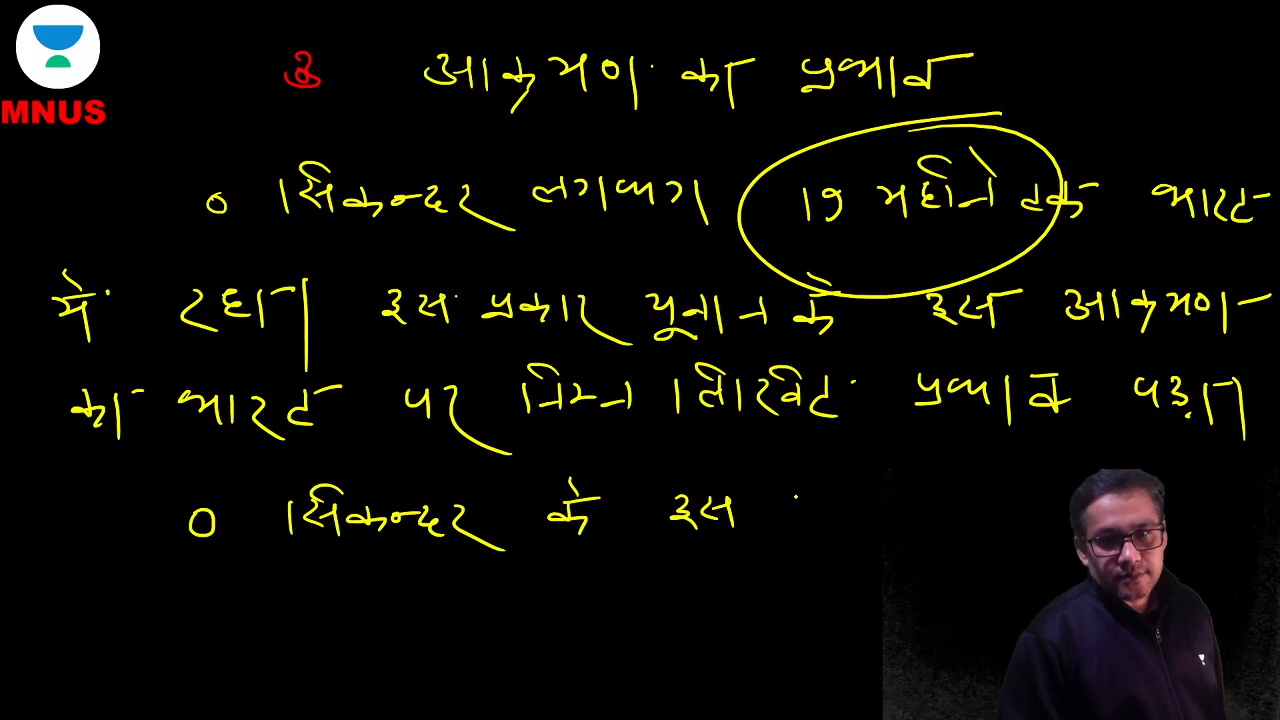 MNUS
आक्रमण का प्रभाव
० सिकन्दर लगभग 19 महीने तक भारत
में रहा। इस प्रकार यूनान के इस आक्रमण
का भारत पर निम्नलिखित प्रभाव पड़ा।
० सिकन्दर के इस